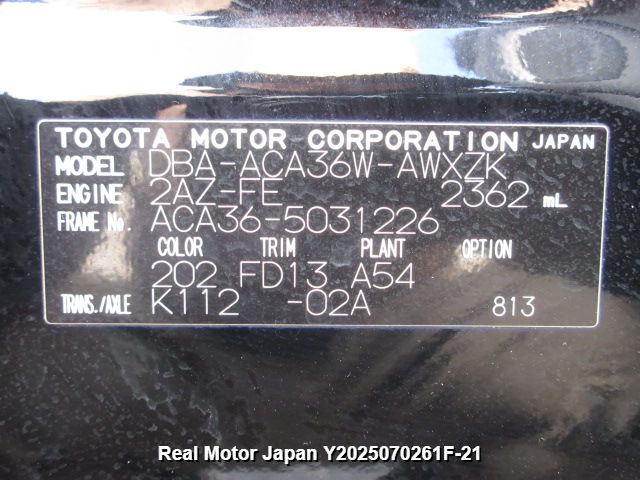 TOYOTA MOTOR CORPORATION JAPAN
MODEL DBA-ACA36W-AWXZK
ENGINE 2AZ-FE 2362 mL
FRAME No. ACA36-5031226
COLOR TRIM PLANT OPTION
202 FD13 A54
TRANS./AXLE K112 -02A 813
Real Motor Japan Y2025070261F-21